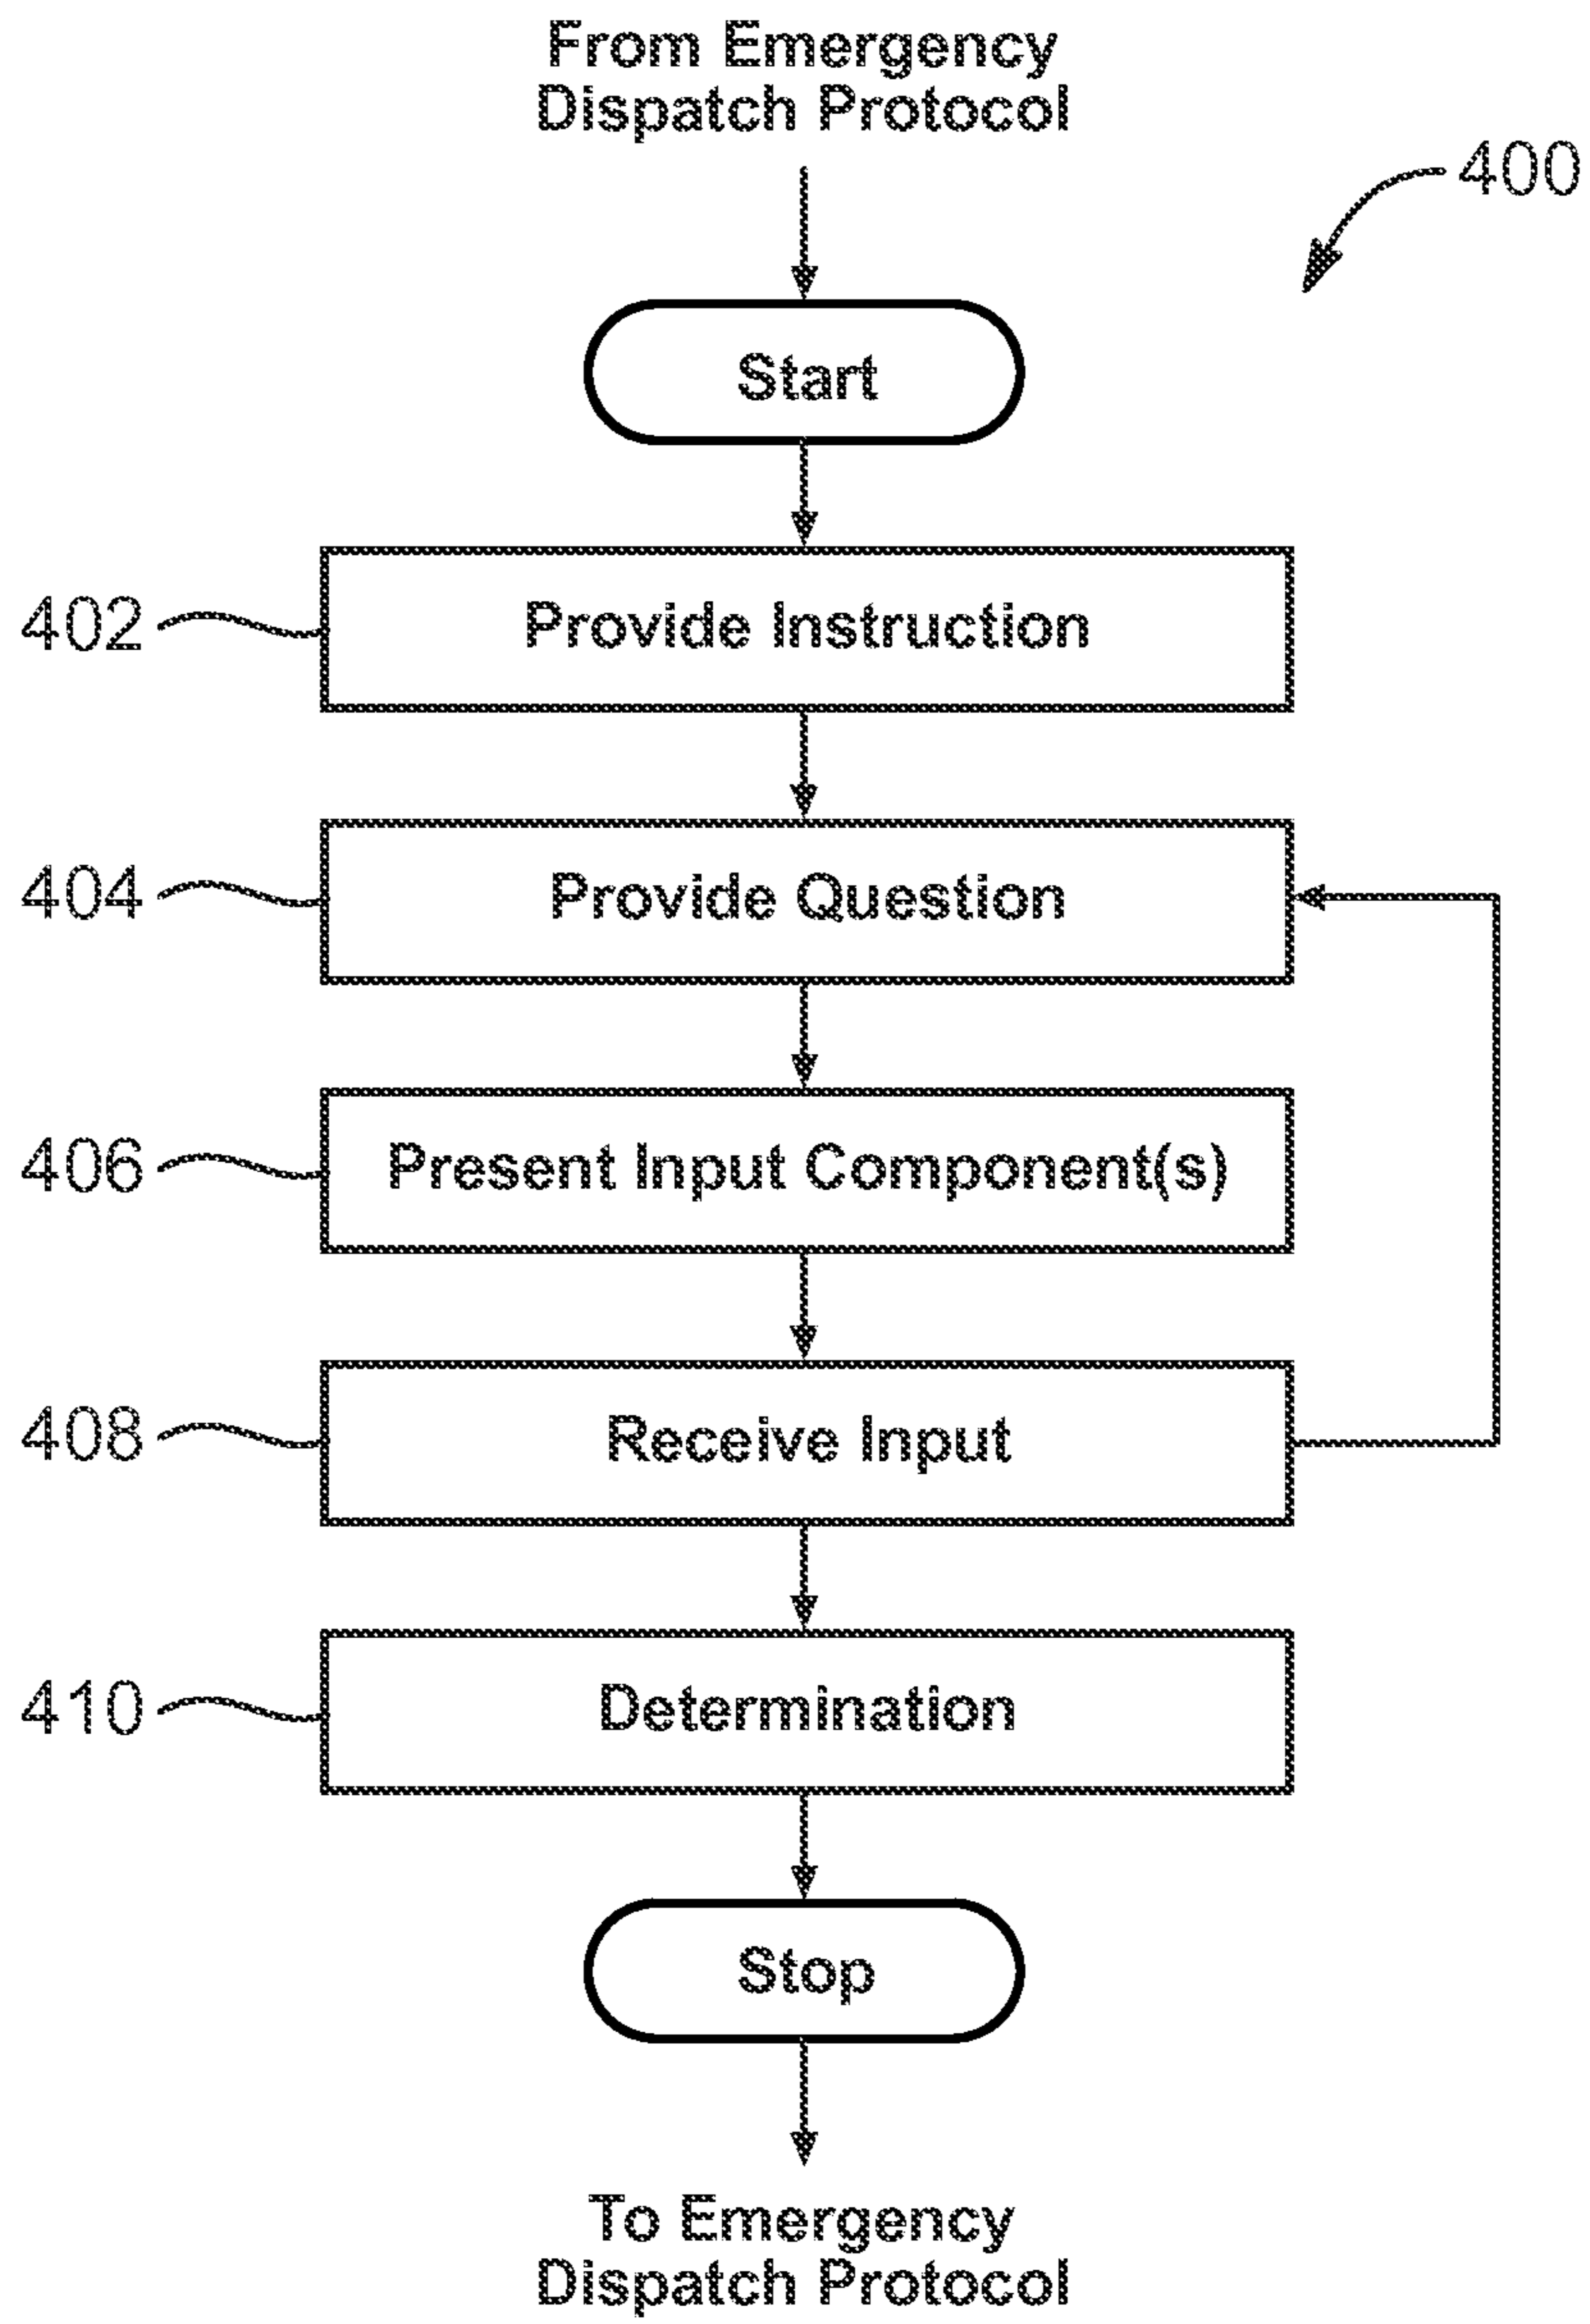 From Emergency
Dispatch Protocol
400
Start
402 Provide Instruction
404 Provide Question
406 Present Input Component(s)
408 Receive Input
410 Determination
Stop
To Emergency
Dispatch Protocol